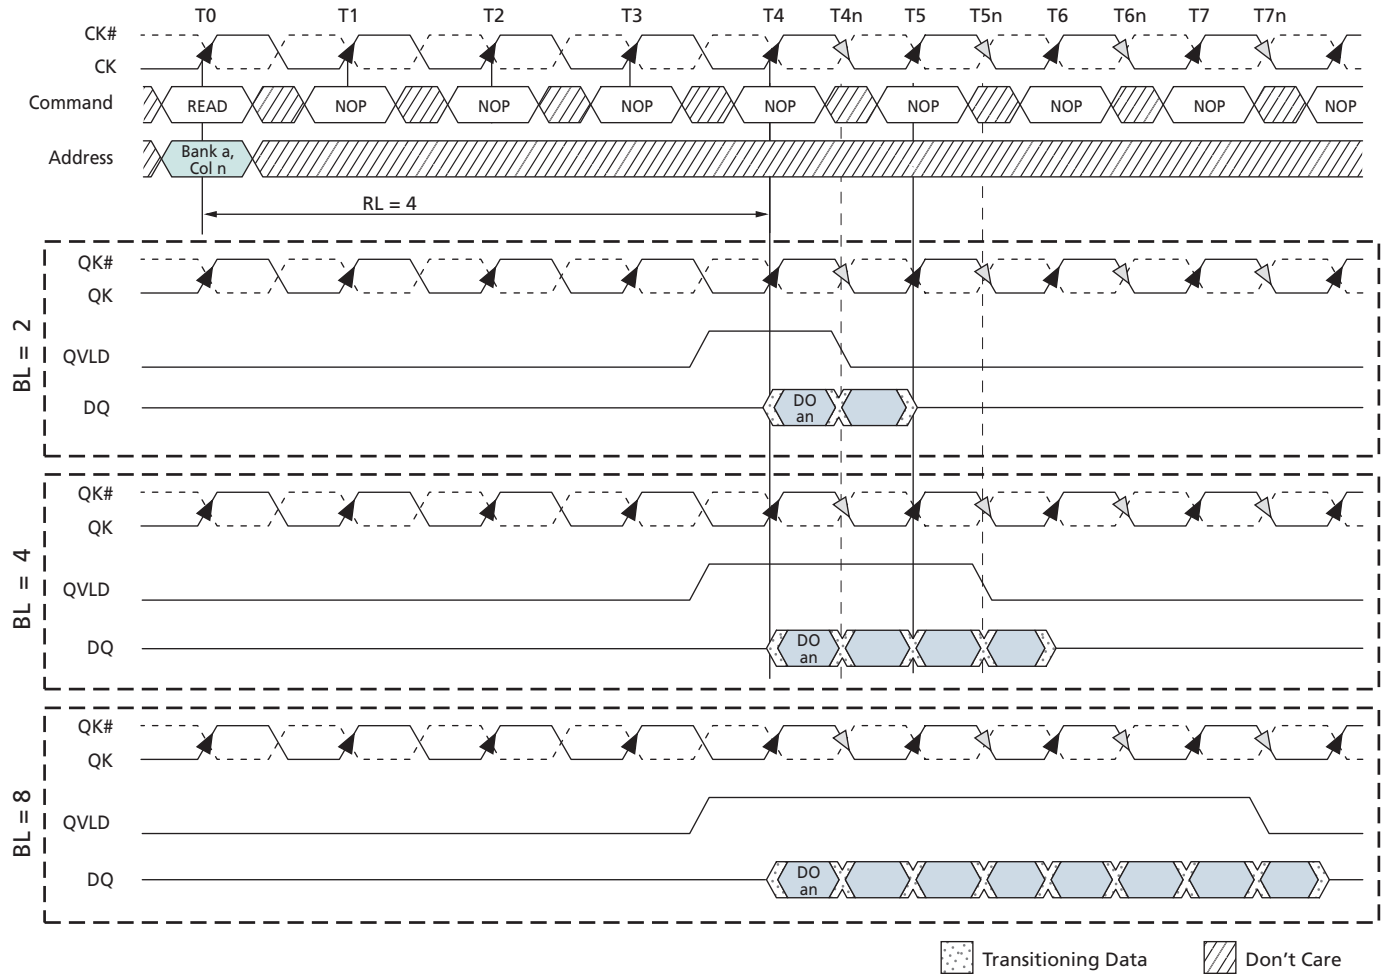 T0 T1 T2 T3 T4 T4n T5 T5n T6 T6n T7 T7n
CK#
CK
Command READ NOP NOP NOP NOP NOP NOP NOP NOP
Address Bank a,
Col n
RL = 4
BL = 2
QK#
QK
QVLD
DQ DO
an
BL = 4
QK#
QK
QVLD
DQ DO
an
BL = 8
QK#
QK
QVLD
DQ DO
an
Transitioning Data Don't Care